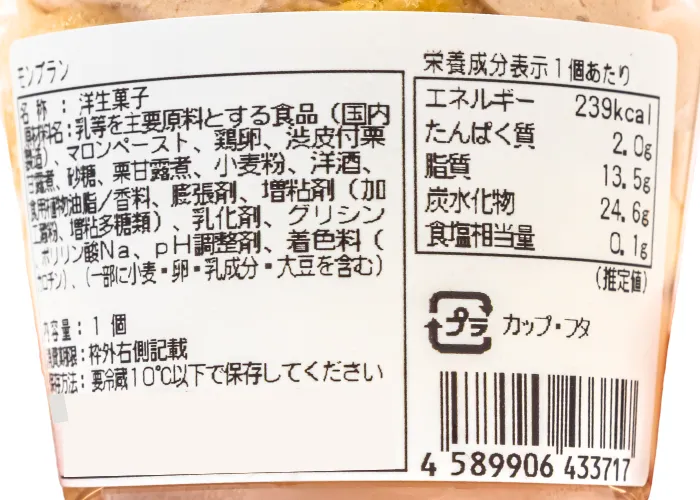 モンブラン
名 称 : 洋生菓子
原材料名:乳等を主要原料とする食品(国内
製造)、マロンペースト、鶏卵、渋皮付栗
甘露煮、砂糖、栗甘露煮、小麦粉、洋酒、
食用植物油脂/香料、膨張剤、増粘剤(加
工澱粉、増粘多糖類)、乳化剤、グリシン
、ポリリン酸Na、pH調整剤、着色料(
カロチン)、(一部に小麦・卵・乳成分・大豆を含む)
内容量: 1個
消費期限:枠外右側記載
保存方法:要冷蔵10℃以下で保存してください
栄養成分表示1個あたり
エネルギー 239kcal
たんぱく質 2.0g
脂質 13.5g
炭水化物 24.6g
食塩相当量 0.1g
(推定値)
プラ カップ・フタ
4 589906 433717